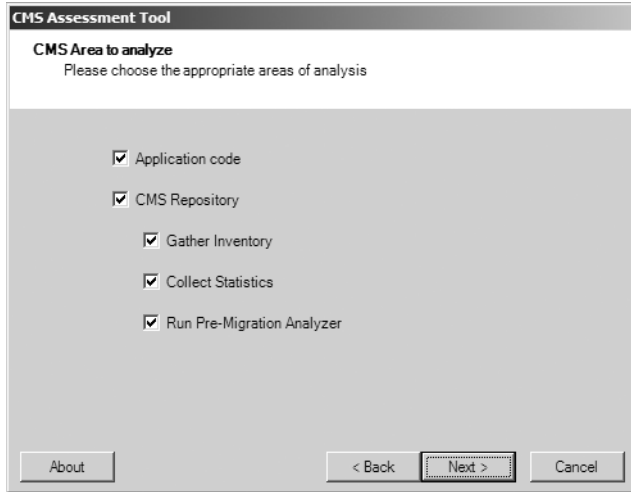 CMS Assessment Tool
CMS Area to analyze
Please choose the appropriate areas of analysis
Application code
CMS Repository
Gather Inventory
Collect Statistics
Run Pre-Migration Analyzer
About
< Back
Next >
Cancel